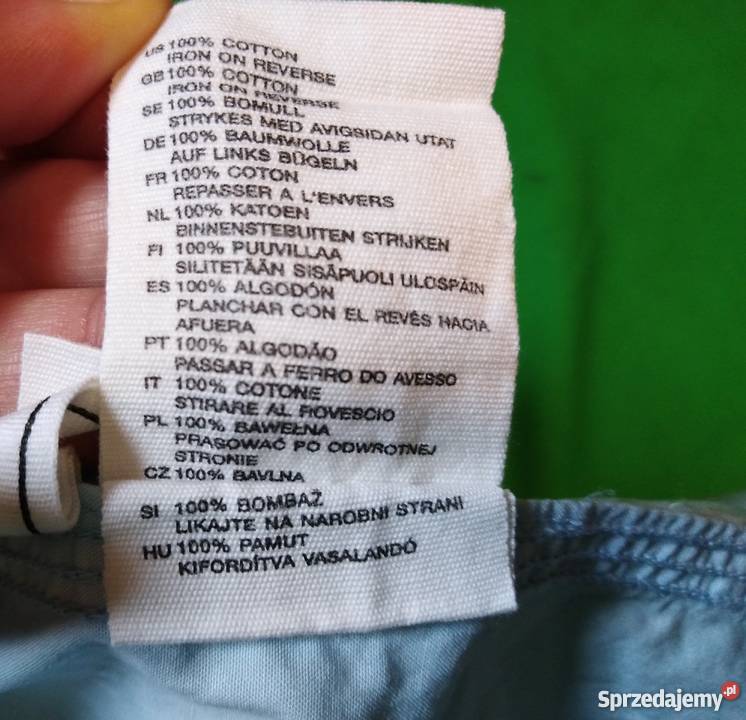 US 100% COTTON
IRON ON REVERSE
GB 100% COTTON
IRON ON REVERSE
SE 100% BOMULL
STRYKES MED AVIGSIDAN UTAT
DE 100% BAUMWOLLE
AUF LINKS BÜGELN
FR 100% COTON
REPASSER A L'ENVERS
NL 100% KATOEN
BINNENSTEBUITEN STRIJKEN
FI 100% PUUVILLAA
SILITETÄÄN SISÄPUOLI ULOSPÄIN
ES 100% ALGODÓN
PLANCHAR CON EL REVÉS HACIA
AFUERA
PT 100% ALGODÃO
PASSAR A FERRO DO AVESSO
IT 100% COTONE
STIRARE AL ROVESCIO
PL 100% BAWEŁNA
PRASOWAĆ PO ODWROTNEJ
STRONIE
CZ 100% BAVLNA
SI 100% BOMBAŽ
LIKAJTE NA NAROBNI STRANI
HU 100% PAMUT
KIFORDÍTVA VASALANDÓ
Sprzedajemy.pl